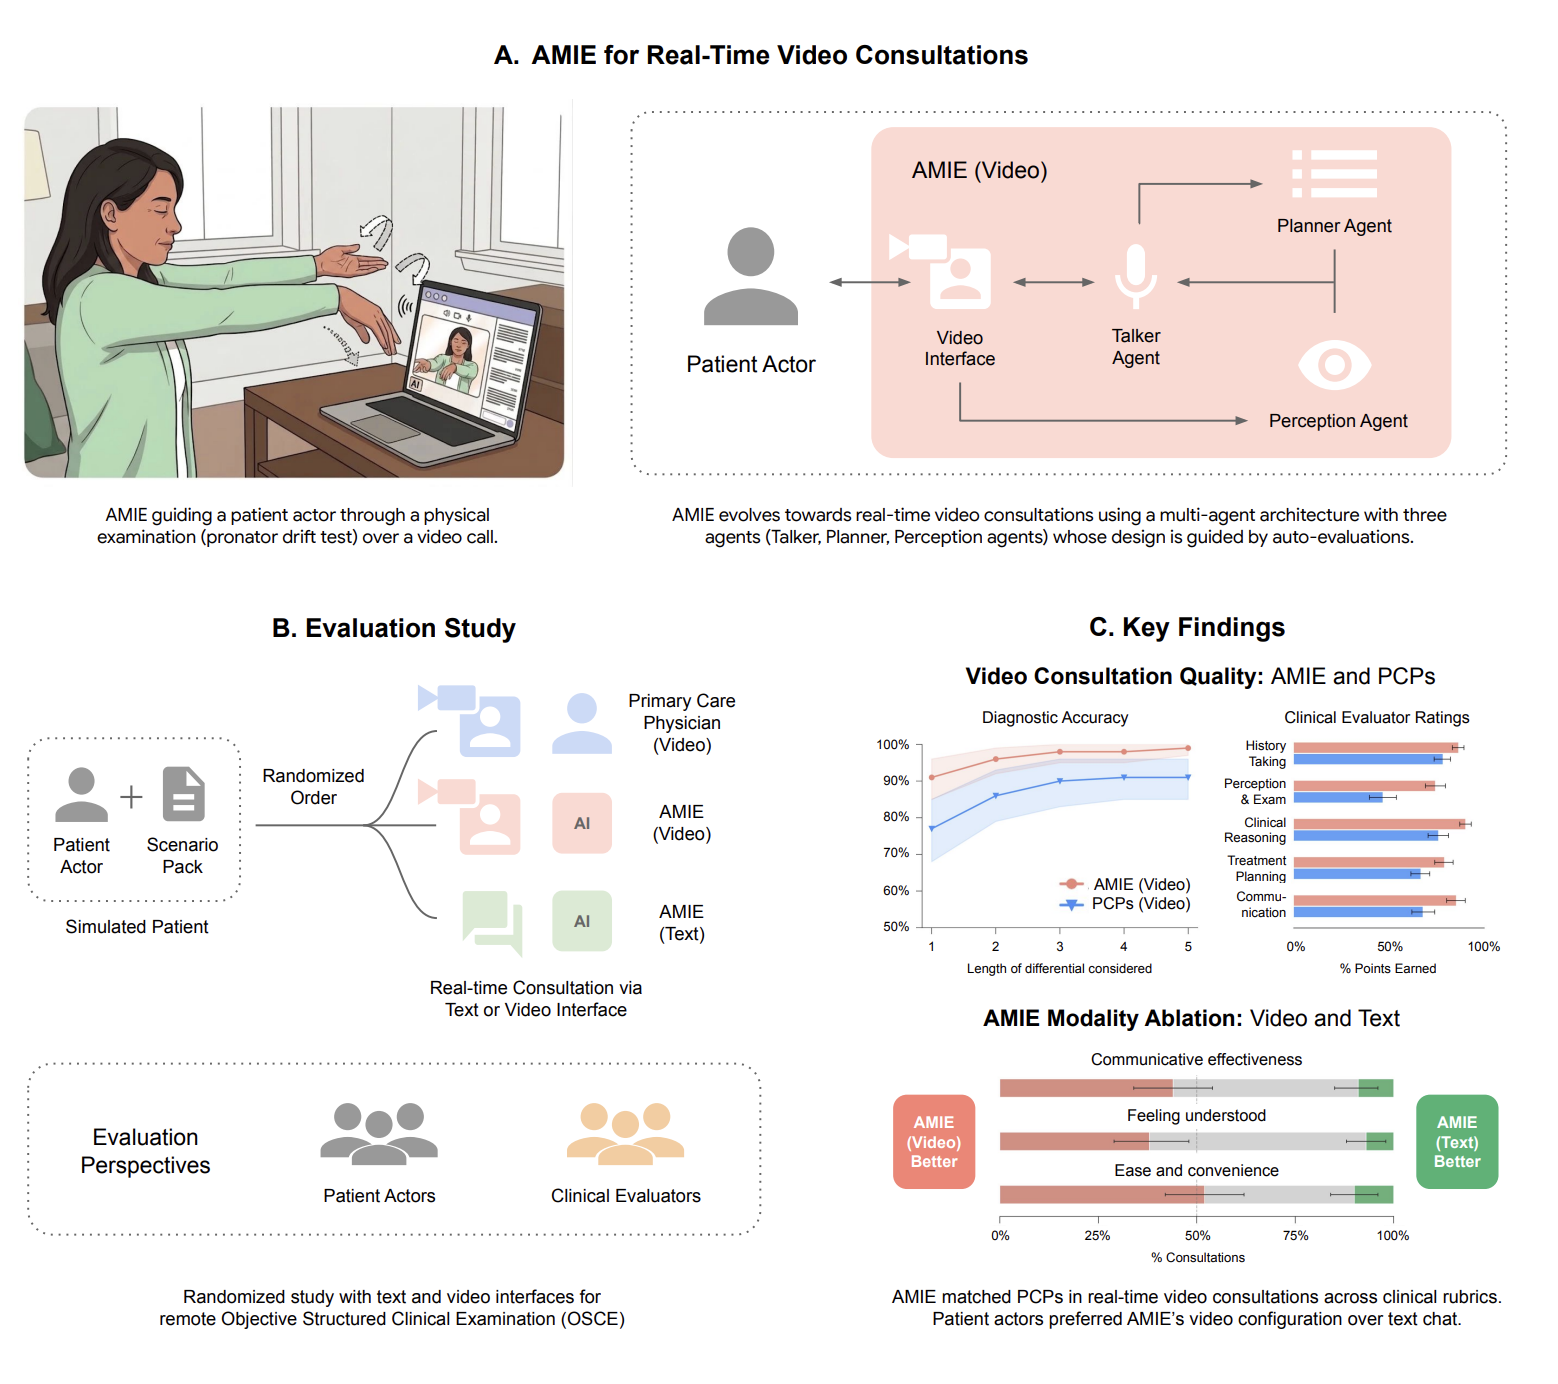 A. AMIE for Real-Time Video Consultations
AI
AMIE guiding a patient actor through a physical
examination (pronator drift test) over a video call.
AMIE (Video)
Patient Actor
Video
Interface
Talker
Agent
Planner Agent
Perception Agent
AMIE evolves towards real-time video consultations using a multi-agent architecture with three
agents (Talker, Planner, Perception agents) whose design is guided by auto-evaluations.
B. Evaluation Study
Patient
Actor
Scenario
Pack
Simulated Patient
Randomized
Order
Primary Care
Physician
(Video)
AI
AMIE
(Video)
AI
AMIE
(Text)
Real-time Consultation via
Text or Video Interface
Evaluation
Perspectives
Patient Actors
Clinical Evaluators
Randomized study with text and video interfaces for
remote Objective Structured Clinical Examination (OSCE)
C. Key Findings
Video Consultation Quality: AMIE and PCPs
Diagnostic Accuracy
100%
90%
80%
70%
60%
50%
AMIE (Video)
PCPs (Video)
1 2 3 4 5
Length of differential considered
Clinical Evaluator Ratings
History
Taking
Perception
& Exam
Clinical
Reasoning
Treatment
Planning
Commu-
nication
0% 50% 100%
% Points Earned
AMIE Modality Ablation: Video and Text
AMIE
(Video)
Better
Communicative effectiveness
Feeling understood
Ease and convenience
0% 25% 50% 75% 100%
% Consultations
AMIE
(Text)
Better
AMIE matched PCPs in real-time video consultations across clinical rubrics.
Patient actors preferred AMIE's video configuration over text chat.